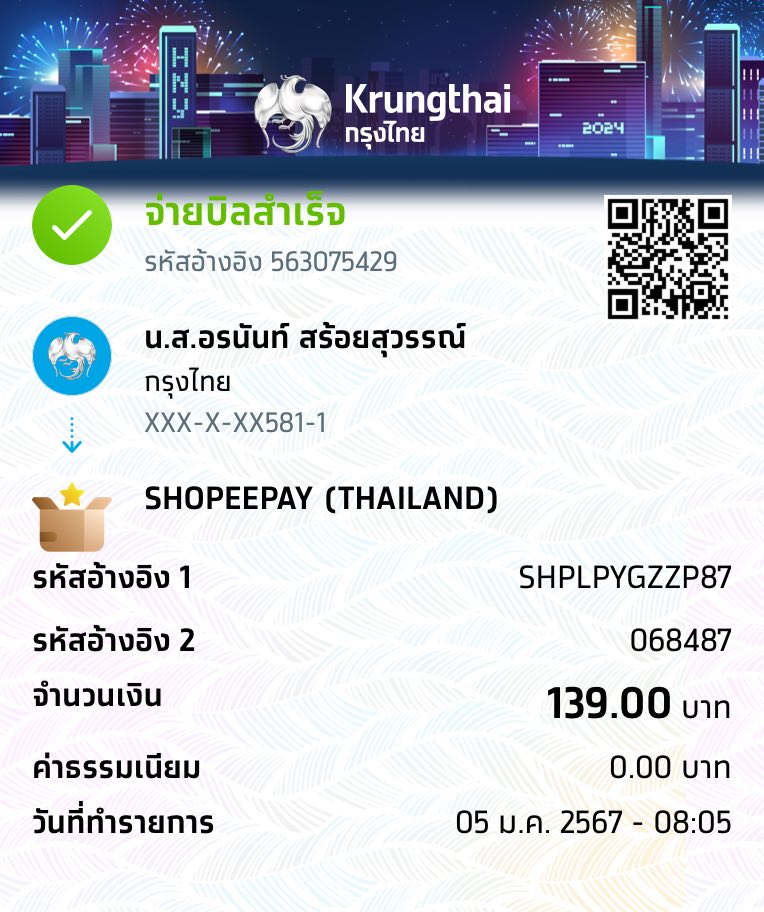 HNY
Krungthai
กรุงไทย
2024
จ่ายบิลสำเร็จ
รหัสอ้างอิง 563075429
น.ส.อรนันท์ สร้อยสุวรรณ์
กรุงไทย
XXX-X-XX581-1
SHOPEEPAY (THAILAND)
รหัสอ้างอิง 1 SHPLPYGZZP87
รหัสอ้างอิง 2 068487
จำนวนเงิน 139.00 บาท
ค่าธรรมเนียม 0.00 บาท
วันที่ทำรายการ 05 ม.ค. 2567 - 08:05